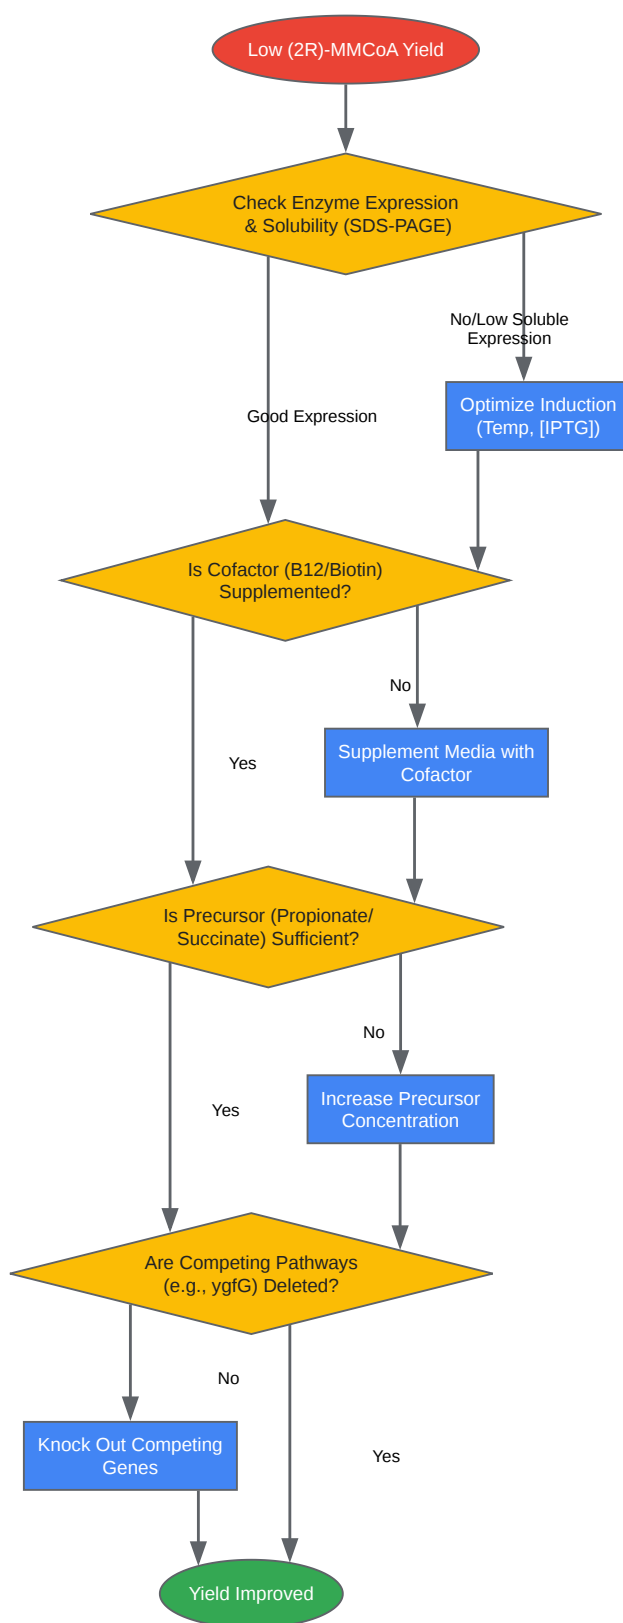 Low (2R)-MMCoA Yield
Check Enzyme Expression
& Solubility (SDS-PAGE)
No/Low Soluble
Expression
Optimize Induction
(Temp, [IPTG])
Good Expression
Is Cofactor (B12/Biotin)
Supplemented?
No
Supplement Media with
Cofactor
Yes
Is Precursor (Propionate/
Succinate) Sufficient?
No
Increase Precursor
Concentration
Yes
Are Competing Pathways
(e.g., ygfG) Deleted?
No
Knock Out Competing
Genes
Yes
Yield Improved